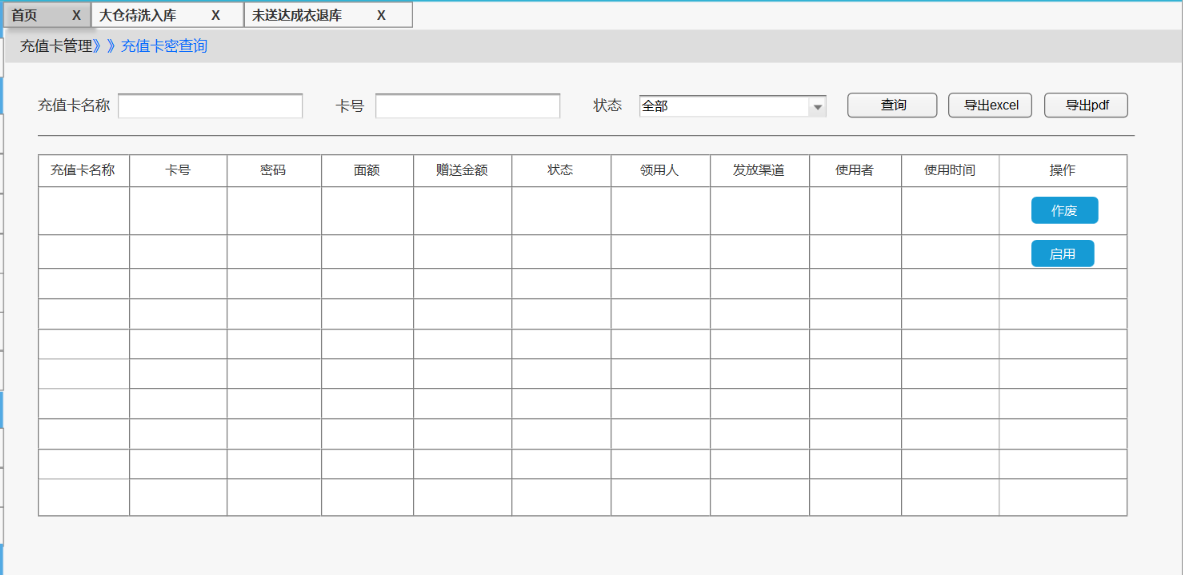 首页 X 大仓待洗入库 X 未送达成衣退库 X
充值卡管理》》充值卡密查询
充值卡名称 卡号 状态 全部 查询 导出excel 导出pdf
充值卡名称 卡号 密码 面额 赠送金额 状态 领用人 发放渠道 使用者 使用时间 操作
作废
启用